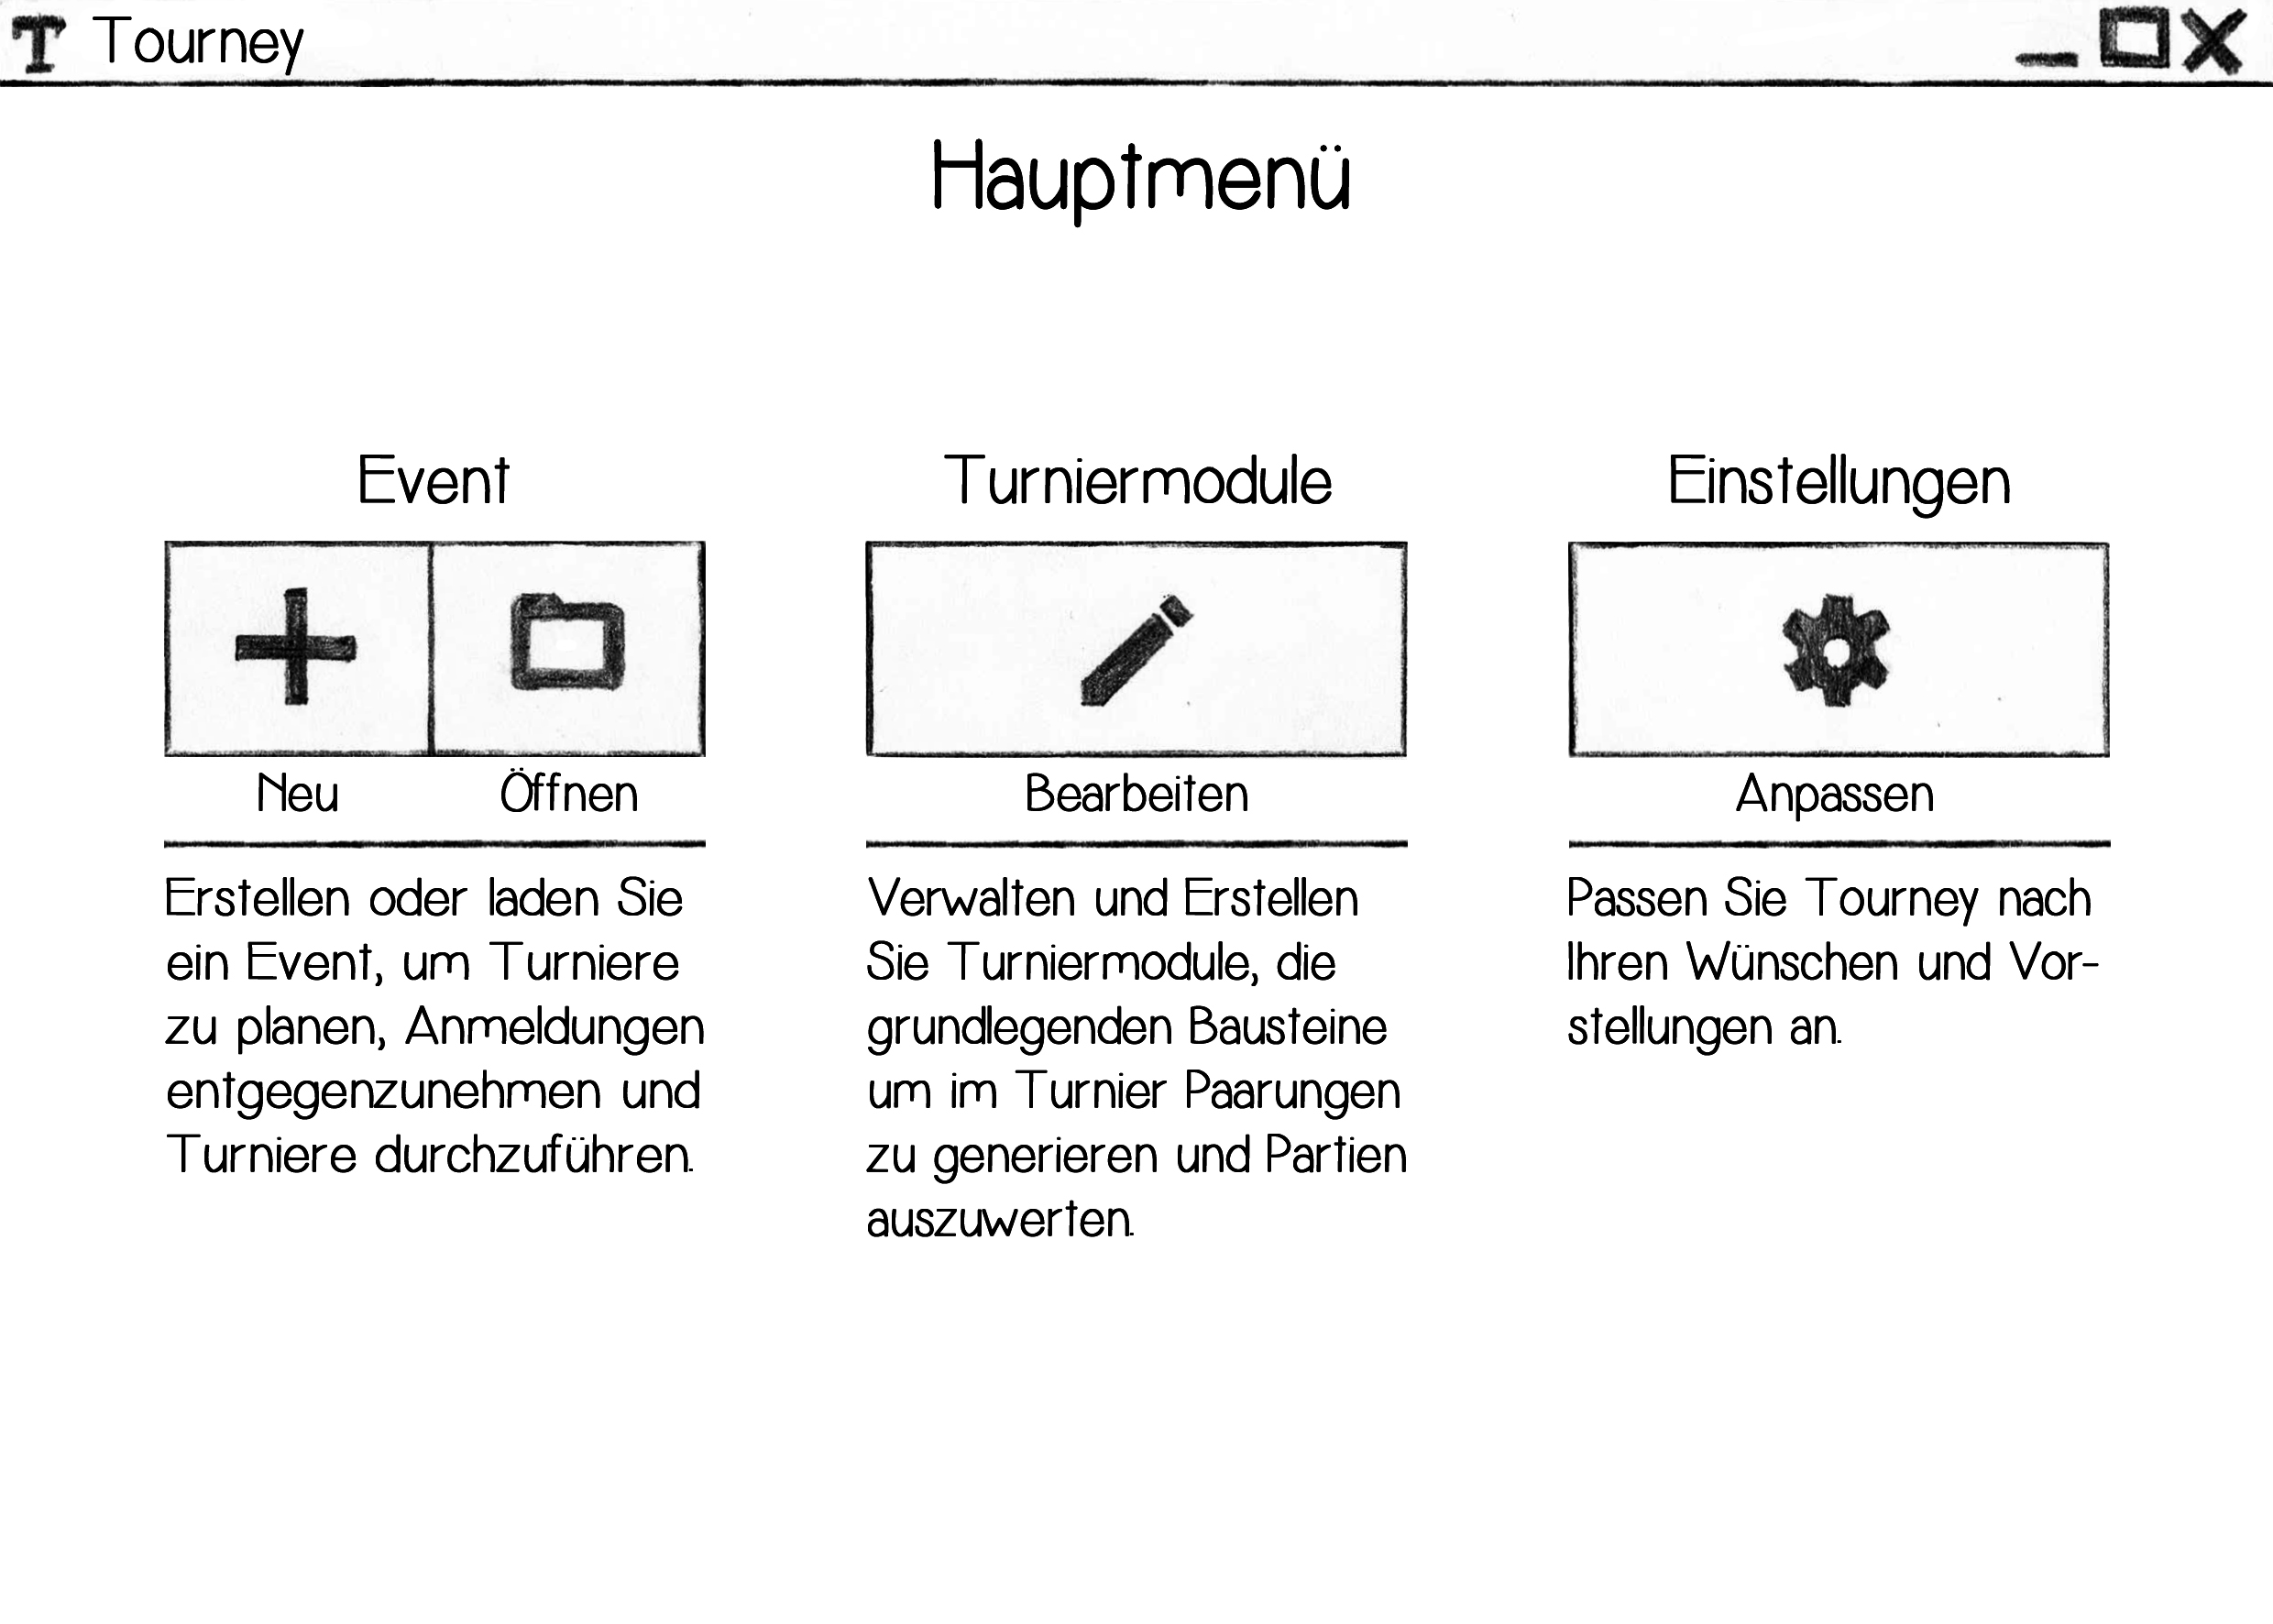 T Tourney
Hauptmenü
Event
Neu Öffnen
Erstellen oder laden Sie
ein Event, um Turniere
zu planen, Anmeldungen
entgegenzunehmen und
Turniere durchzuführen.
Turniermodule
Bearbeiten
Verwalten und Erstellen
Sie Turniermodule, die
grundlegenden Bausteine
um im Turnier Paarungen
zu generieren und Partien
auszuwerten.
Einstellungen
Anpassen
Passen Sie Tourney nach
Ihren Wünschen und Vor-
stellungen an.